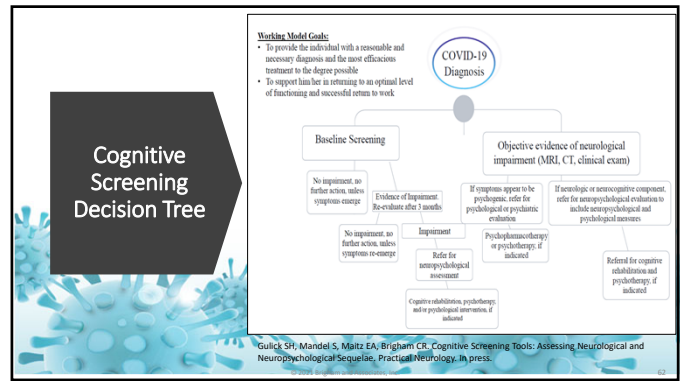 Cognitive
Screening
Decision Tree
Working Model Goals:
• To provide the individual with a reasonable and
necessary diagnosis and the most efficacious
treatment to the degree possible
• To support him/her in returning to an optimal level
of functioning and successful return to work
COVID-19
Diagnosis
Baseline Screening
Objective evidence of neurological
impairment (MRI, CT, clinical exam)
No impairment, no
further action, unless
symptoms emerge
Evidence of Impairment.
Re-evaluate after 3 months
If symptoms appear to be
psychogenic, refer for
psychological or psychiatric
evaluation
If neurologic or neurocognitive component,
refer for neuropsychological evaluation to
include neuropsychological and
psychological measures
No impairment, no
further action, unless
symptoms re-emerge
Impairment
Psychopharmacotherapy
or psychotherapy, if
indicated
Refer for
neuropsychological
assessment
Referral for cognitive
rehabilitation and
psychotherapy, if
indicated
Cognitive rehabilitation, psychotherapy,
and/or psychological intervention, if
indicated
Gulick SH, Mandel S, Maitz EA, Brigham CR. Cognitive Screening Tools: Assessing Neurological and
Neuropsychological Sequelae. Practical Neurology. In press.
© 2021 Brigham and Associates, Inc.
62